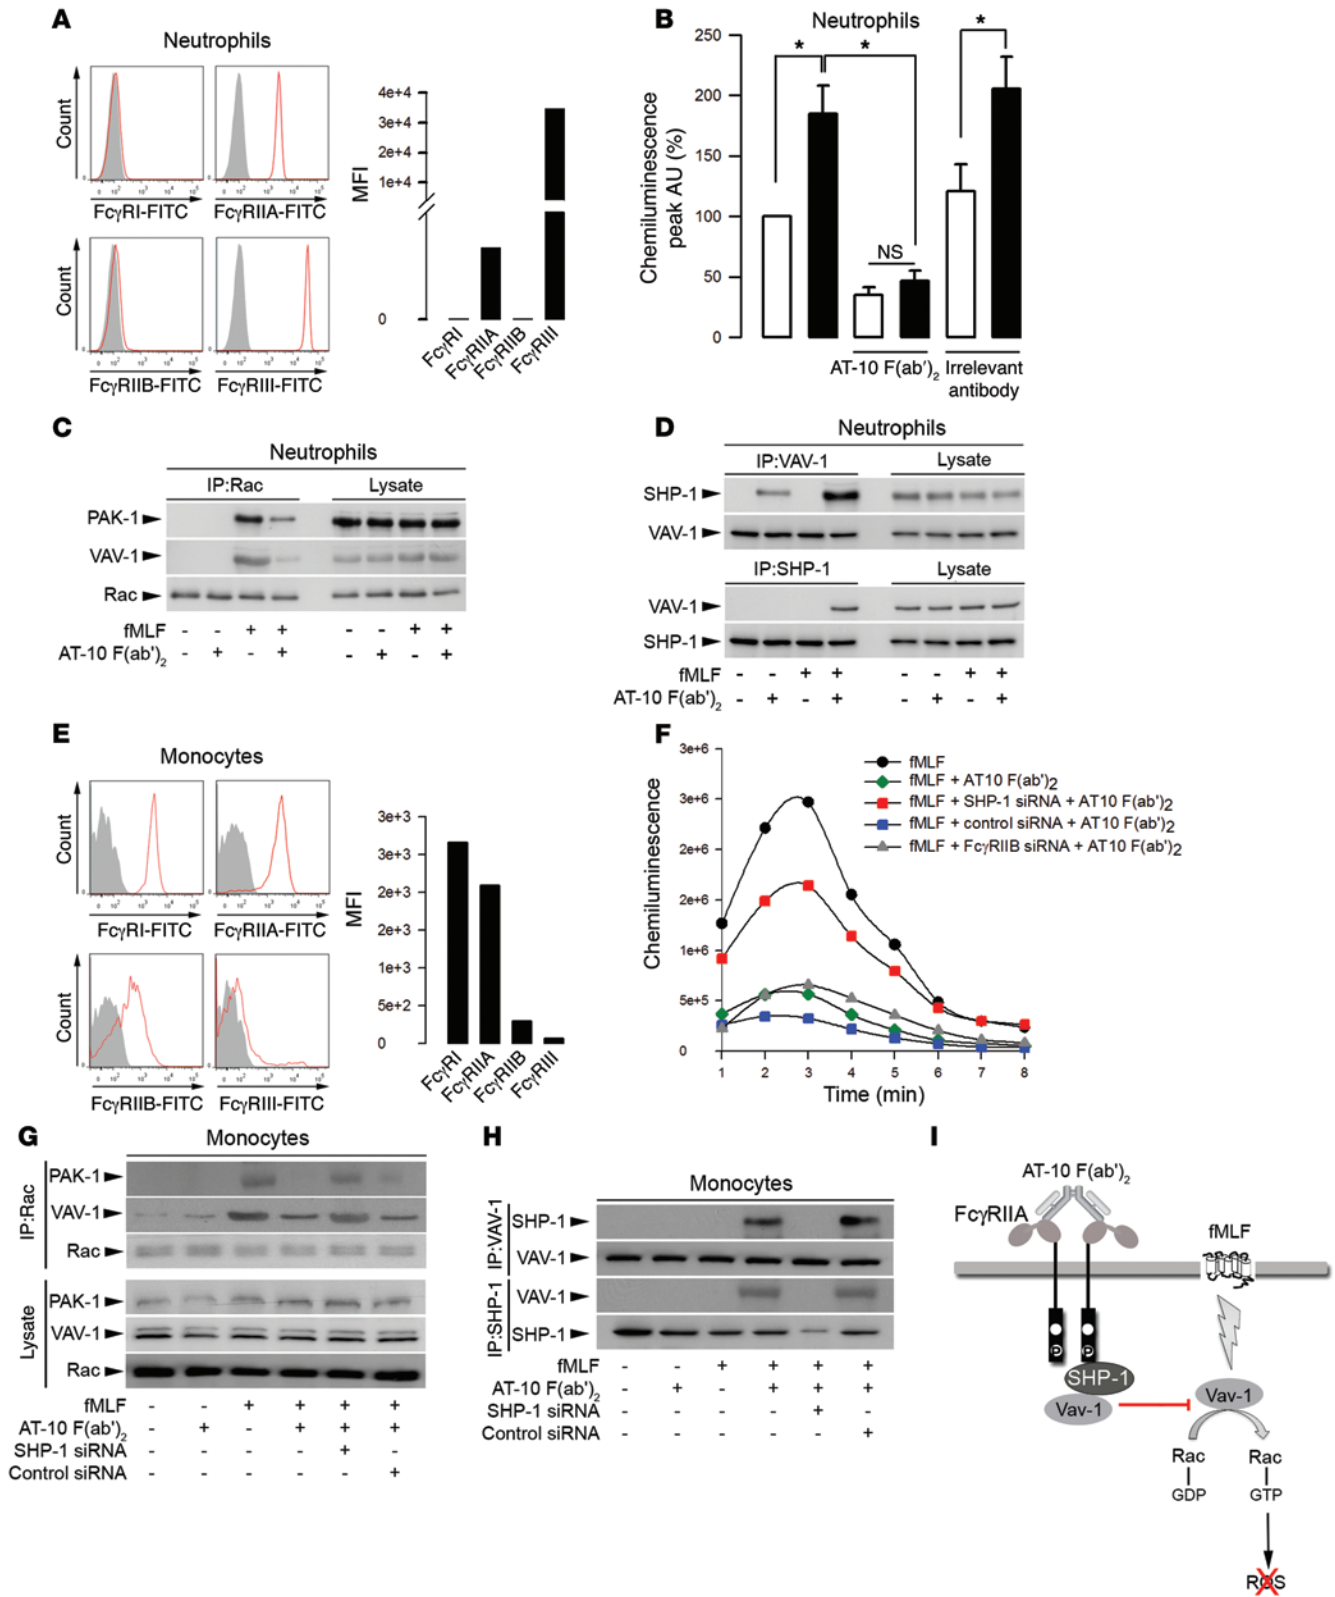 A
Neutrophils
Count
0 10² 10³ 10⁴ 10⁵
FcγRI-FITC
FcγRIIA-FITC
Count
FcγRIIB-FITC
FcγRIII-FITC
MFI
4e+4
3e+4
2e+4
1e+4
0
FcγRI
FcγRIIA
FcγRIIB
FcγRIII
B
Neutrophils
Chemiluminescence
peak AU (%)
250
200
150
100
50
0
* * *
NS
AT-10 F(ab')₂
Irrelevant
antibody
C
Neutrophils
IP:Rac Lysate
PAK-1
VAV-1
Rac
fMLF - - + + - - + +
AT-10 F(ab')₂ - + - + - + - +
D
Neutrophils
IP:VAV-1 Lysate
SHP-1
VAV-1
IP:SHP-1 Lysate
VAV-1
SHP-1
fMLF - - + + - - + +
AT-10 F(ab')₂ - + - + - + - +
E
Monocytes
Count
FcγRI-FITC
FcγRIIA-FITC
Count
FcγRIIB-FITC
FcγRIII-FITC
MFI
3e+3
3e+3
2e+3
2e+3
1e+3
5e+2
0
FcγRI
FcγRIIA
FcγRIIB
FcγRIII
F
Chemiluminescence
3e+6
3e+6
2e+6
2e+6
1e+6
5e+5
0
1 2 3 4 5 6 7 8
Time (min)
fMLF
fMLF + AT10 F(ab')₂
fMLF + SHP-1 siRNA + AT10 F(ab')₂
fMLF + control siRNA + AT10 F(ab')₂
fMLF + FcγRIIB siRNA + AT10 F(ab')₂
G
Monocytes
IP:Rac
PAK-1
VAV-1
Rac
Lysate
PAK-1
VAV-1
Rac
fMLF - - + + + +
AT-10 F(ab')₂ - + - + + +
SHP-1 siRNA - - - - + -
Control siRNA - - - - - +
H
Monocytes
IP:VAV-1
SHP-1
VAV-1
IP:SHP-1
VAV-1
SHP-1
fMLF - - + + + +
AT-10 F(ab')₂ - + - + + +
SHP-1 siRNA - - - - + -
Control siRNA - - - - - +
I
AT-10 F(ab')₂
FcγRIIA
fMLF
P P
SHP-1
Vav-1
Vav-1
Rac Rac
GDP GTP
ROS